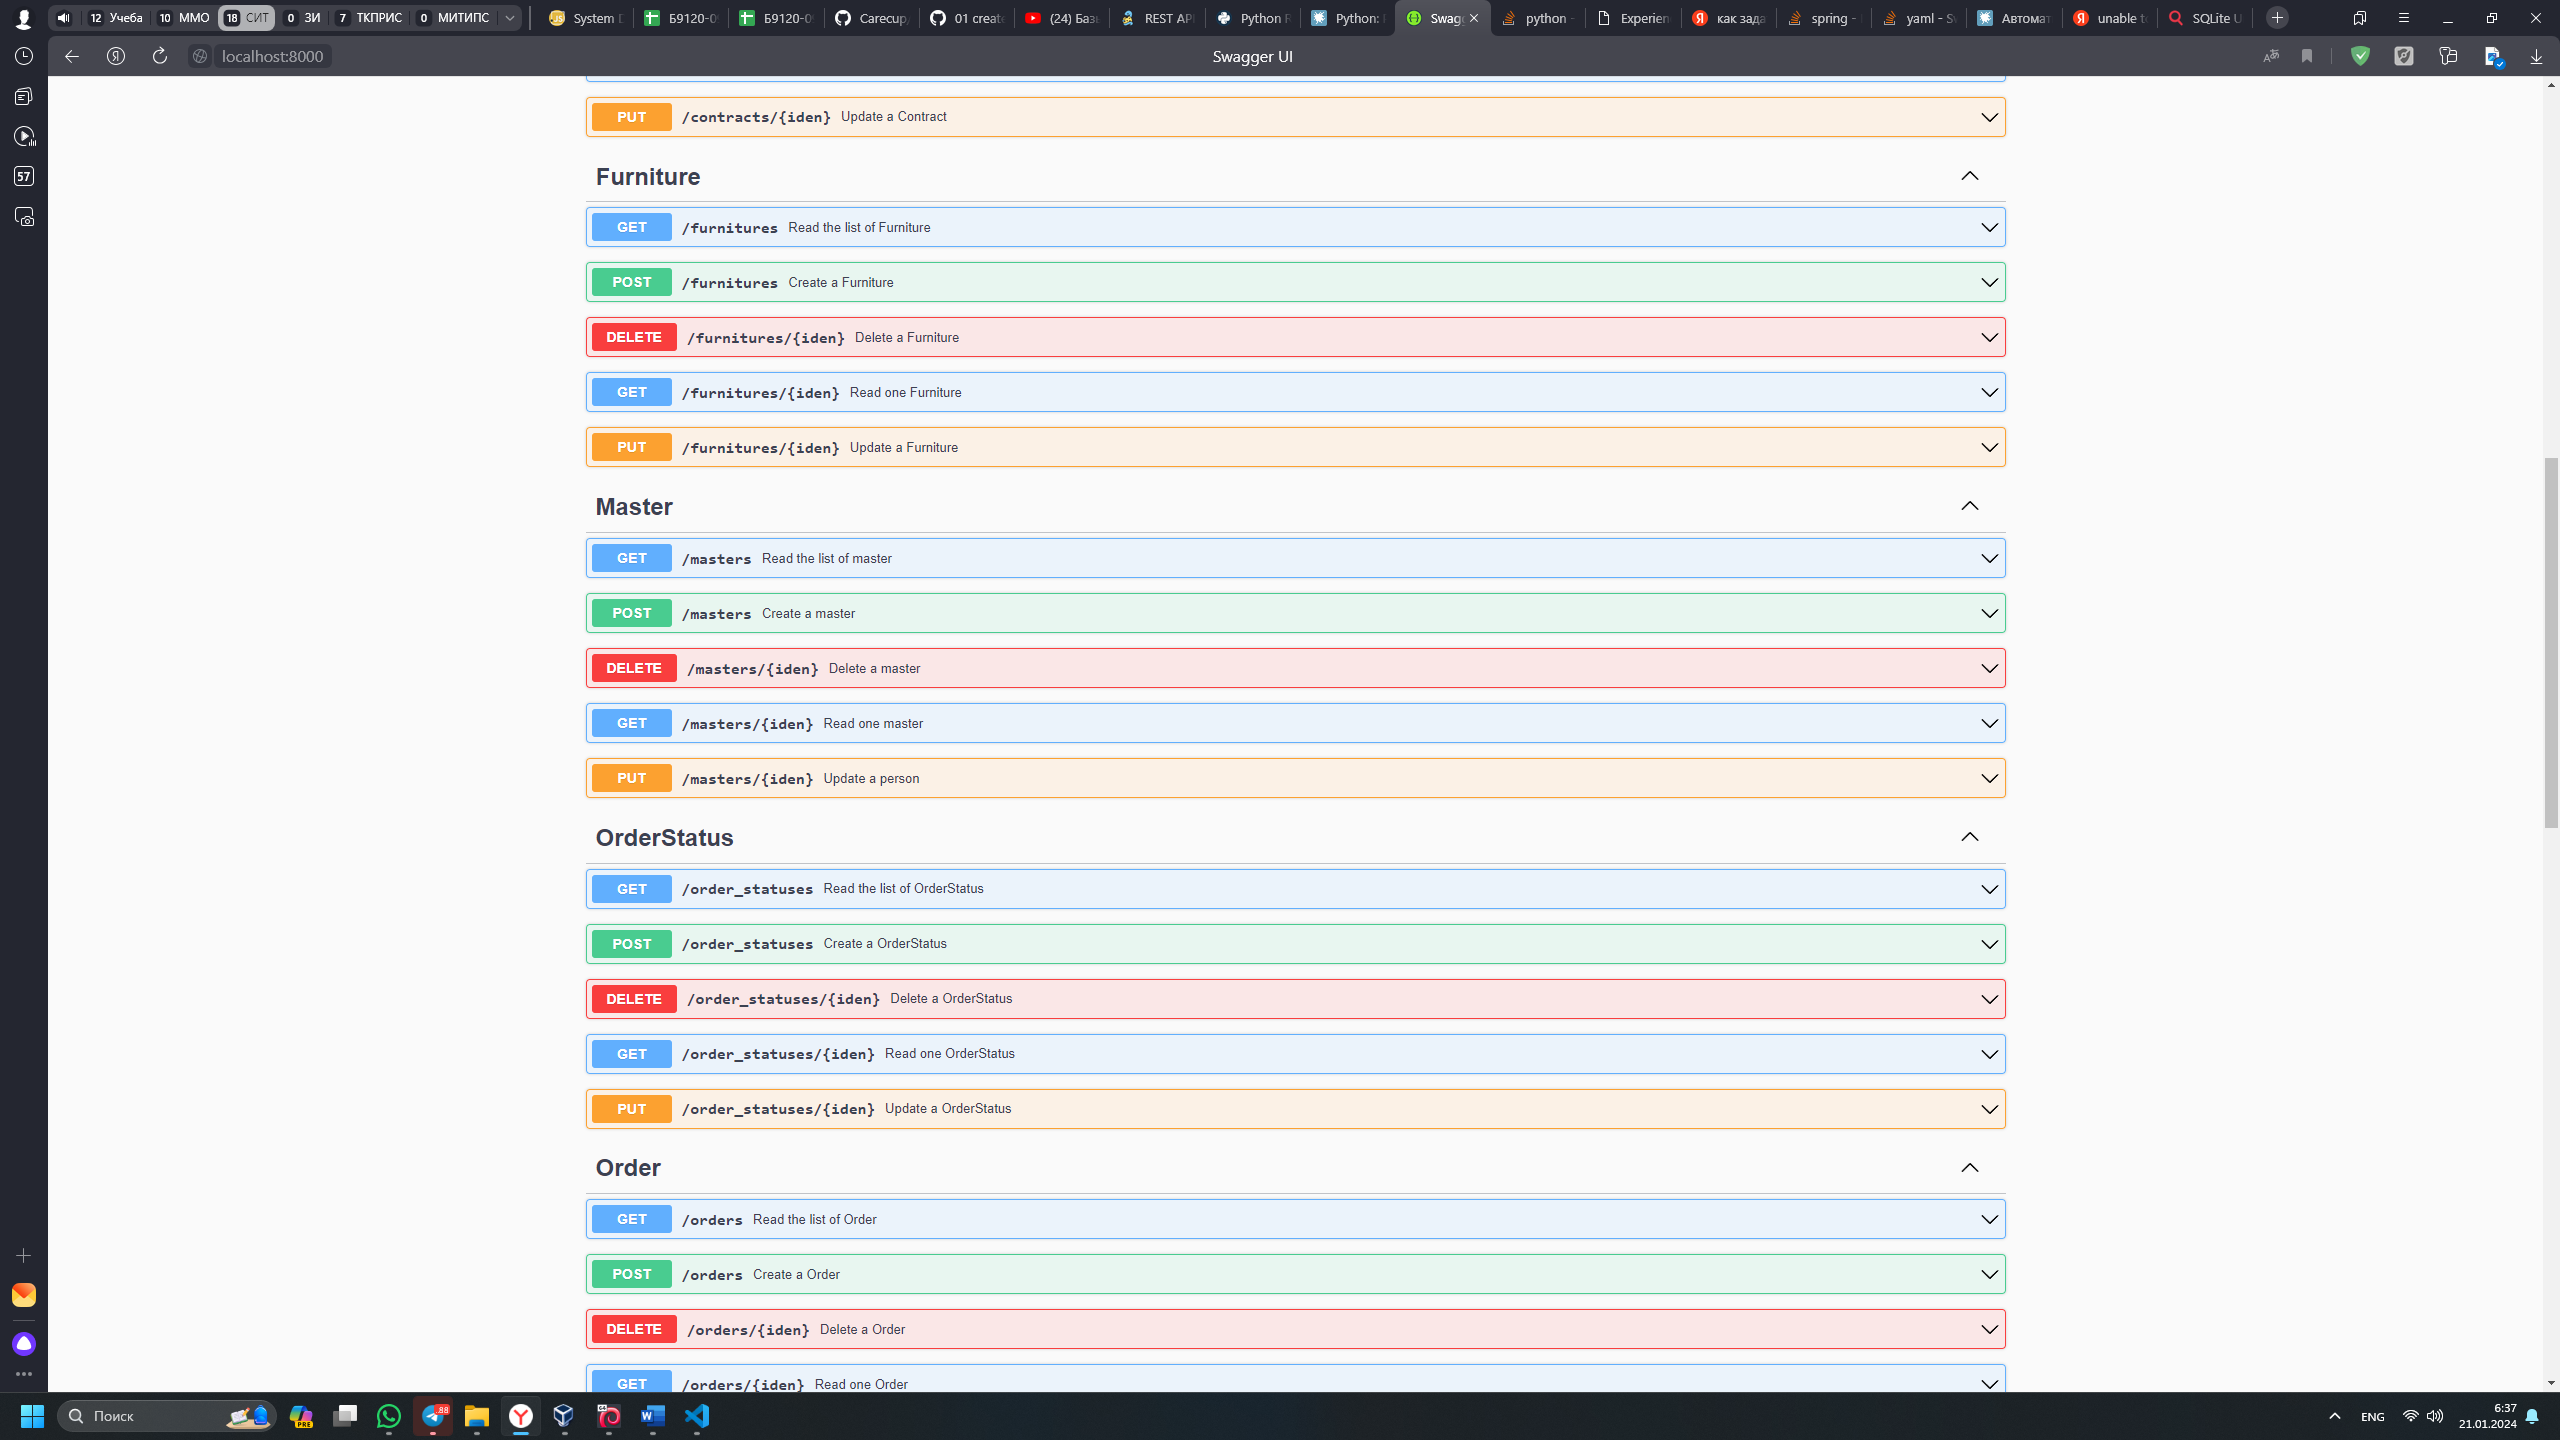 12 Учеба 10 ММО 18 СИТ 0 ЗИ 7 ТКПРИС 0 МИТИПС System D Б9120-0 Б9120-0 Carecup, 01 create (24) Базы REST API Python R Python: Swagg python - Experien как зада spring - yaml - Sv Автомат unable to SQLite U
localhost:8000 Swagger UI
57
PUT /contracts/{iden} Update a Contract
Furniture
GET /furnitures Read the list of Furniture
POST /furnitures Create a Furniture
DELETE /furnitures/{iden} Delete a Furniture
GET /furnitures/{iden} Read one Furniture
PUT /furnitures/{iden} Update a Furniture
Master
GET /masters Read the list of master
POST /masters Create a master
DELETE /masters/{iden} Delete a master
GET /masters/{iden} Read one master
PUT /masters/{iden} Update a person
OrderStatus
GET /order_statuses Read the list of OrderStatus
POST /order_statuses Create a OrderStatus
DELETE /order_statuses/{iden} Delete a OrderStatus
GET /order_statuses/{iden} Read one OrderStatus
PUT /order_statuses/{iden} Update a OrderStatus
Order
GET /orders Read the list of Order
POST /orders Create a Order
DELETE /orders/{iden} Delete a Order
GET /orders/{iden} Read one Order
Поиск PRE 88 ENG 6:37
21.01.2024